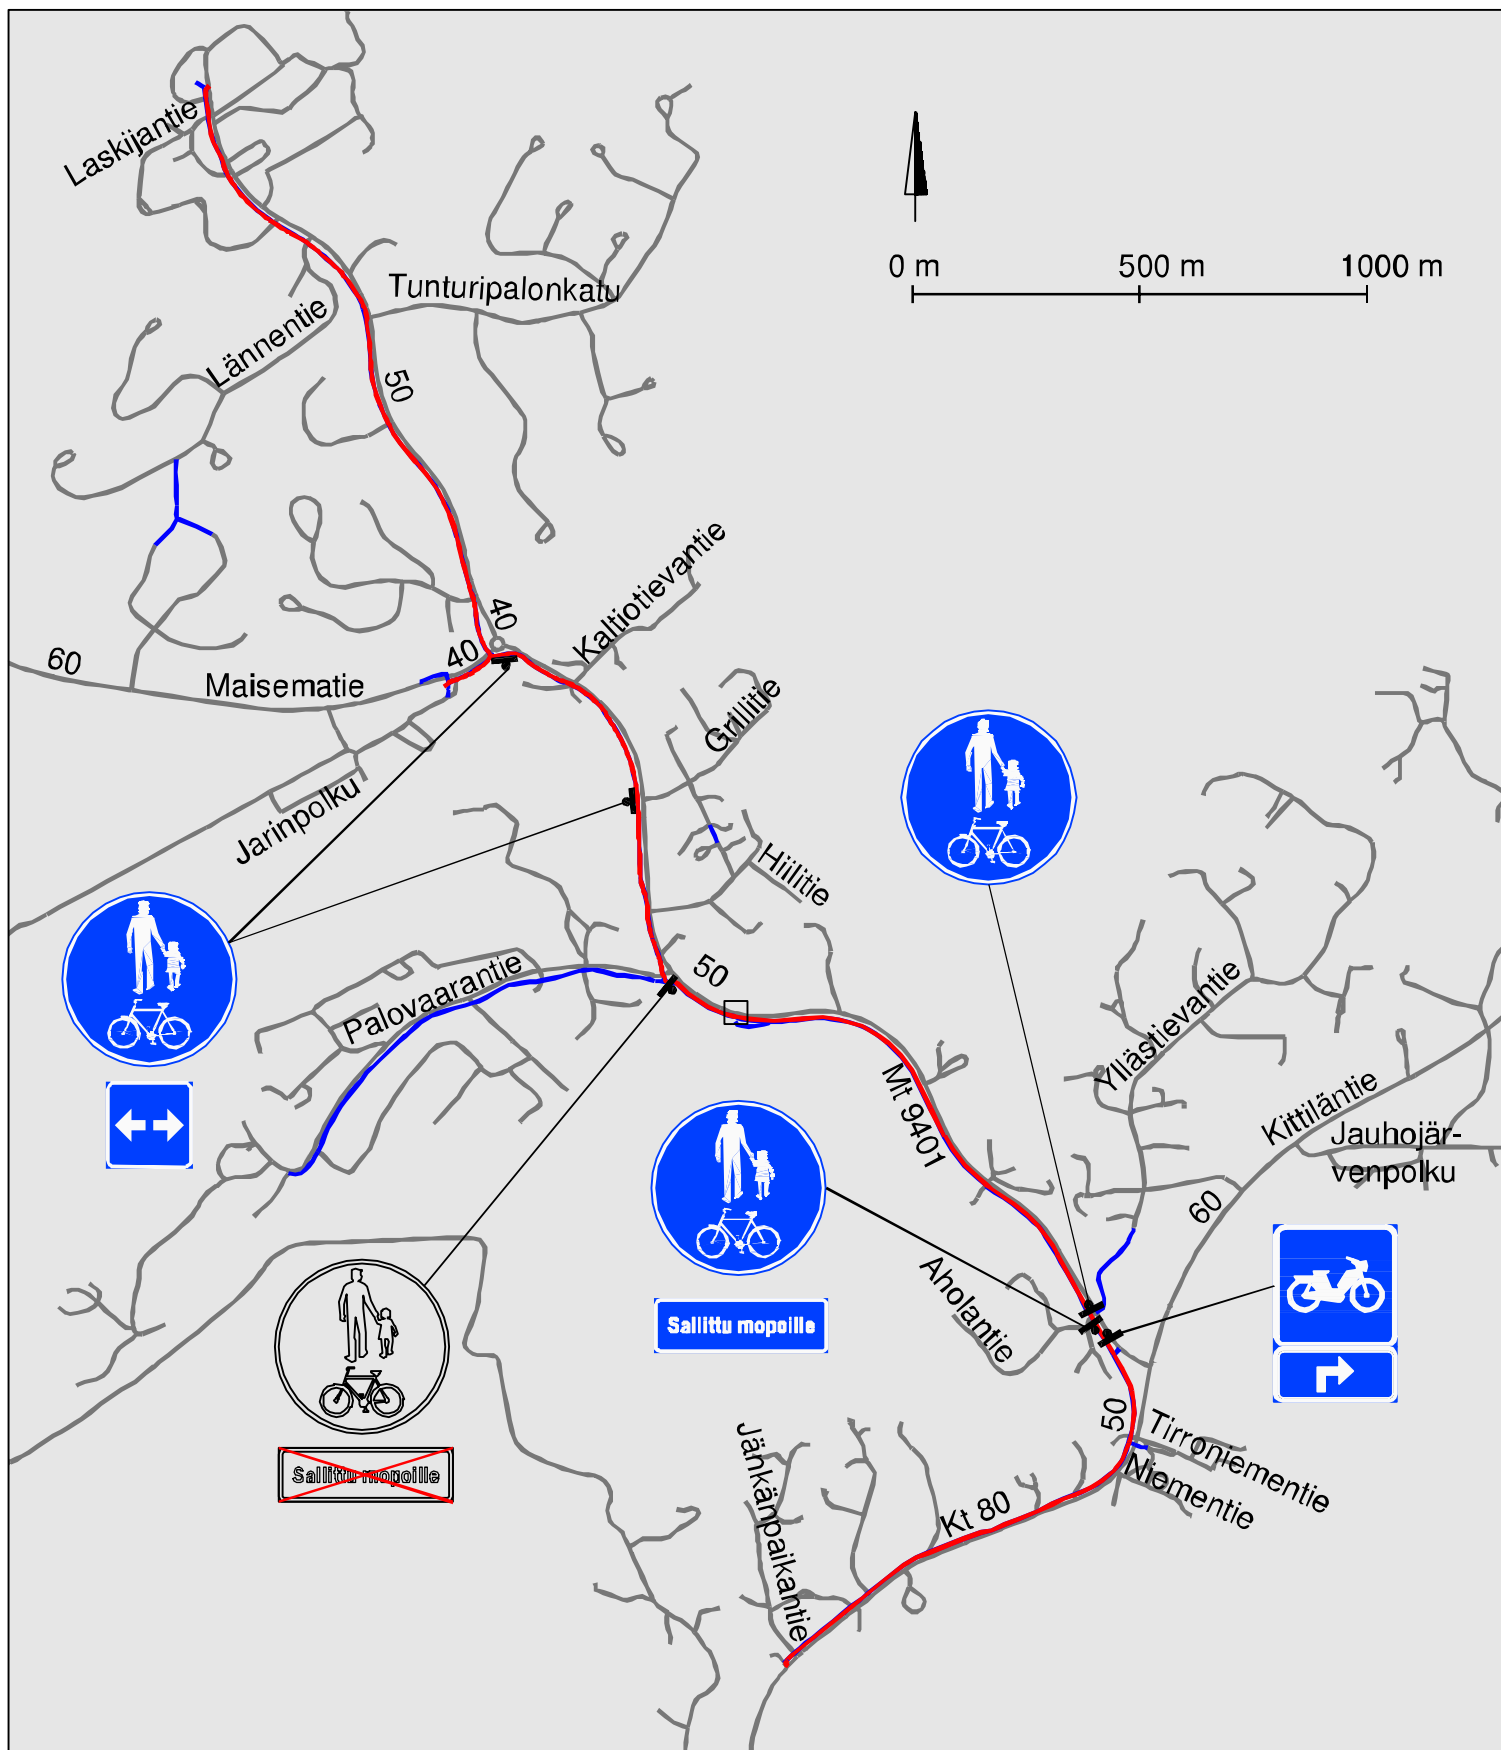 Laskijantie
0 m
500 m
1000 m
Tunturipalonkatu
Lännentie
50
Kaltiotievantie
40
40
60
Maisematie
Grillitie
Jarinpolku
Hiilitie
50
Palovaarantie
Yllästievantie
Mt 9401
Kittiläntie
Jauhojär-
venpolku
60
Aholantie
Sallittu mopoille
50
Tirroniementie
Niementie
Sallittu mopoille
Jänkänpaikantie
Kt 80